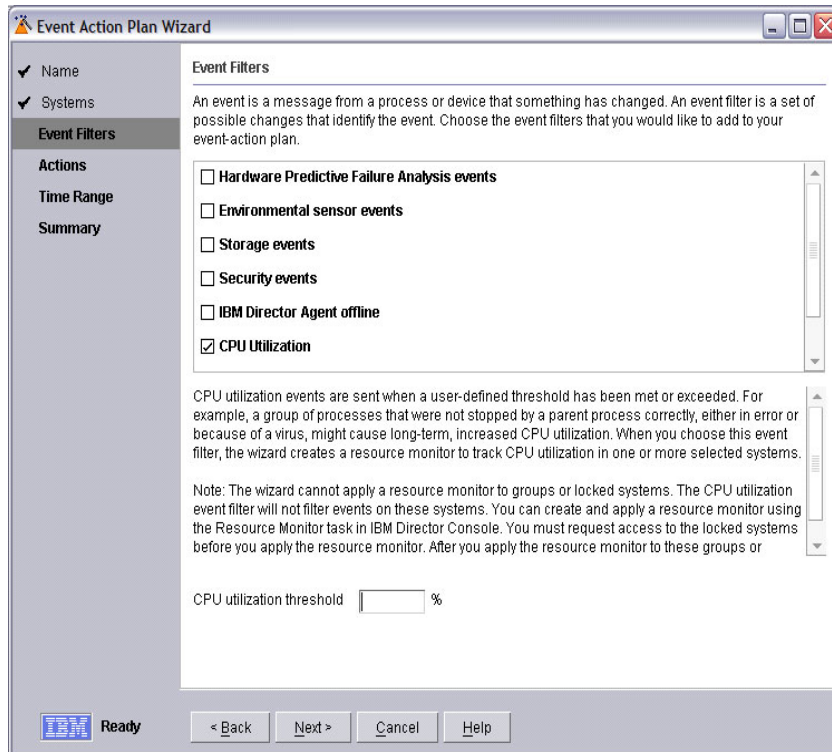 Event Action Plan Wizard
Name
Systems
Event Filters
Actions
Time Range
Summary
Event Filters
An event is a message from a process or device that something has changed. An event filter is a set of
possible changes that identify the event. Choose the event filters that you would like to add to your
event-action plan.
Hardware Predictive Failure Analysis events
Environmental sensor events
Storage events
Security events
IBM Director Agent offline
CPU Utilization
CPU utilization events are sent when a user-defined threshold has been met or exceeded. For
example, a group of processes that were not stopped by a parent process correctly, either in error or
because of a virus, might cause long-term, increased CPU utilization. When you choose this event
filter, the wizard creates a resource monitor to track CPU utilization in one or more selected systems.
Note: The wizard cannot apply a resource monitor to groups or locked systems. The CPU utilization
event filter will not filter events on these systems. You can create and apply a resource monitor using
the Resource Monitor task in IBM Director Console. You must request access to the locked systems
before you apply the resource monitor. After you apply the resource monitor to these groups or
CPU utilization threshold %
IBM Ready
< Back Next > Cancel Help